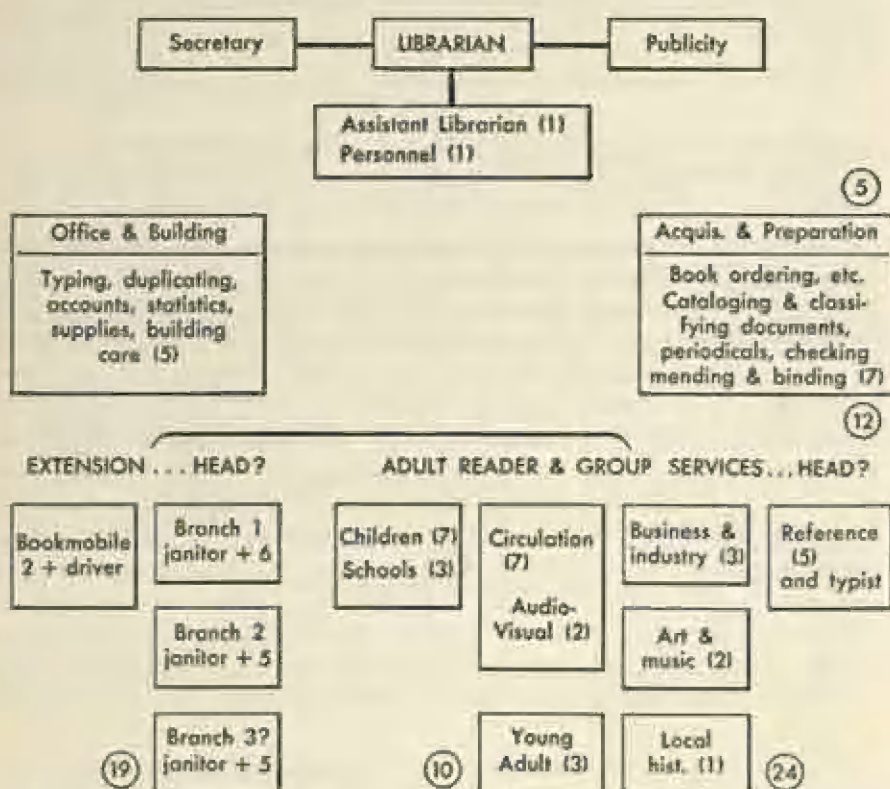 Secretary
LIBRARIAN
Publicity
Assistant Librarian (1)
Personnel (1)
5
Office & Building
Typing, duplicating,
accounts, statistics,
supplies, building
care (5)
Acquis. & Preparation
Book ordering, etc.
Cataloging & classi-
fying documents,
periodicals, checking
mending & binding (7)
12
EXTENSION ... HEAD?
ADULT READER & GROUP SERVICES ... HEAD?
Bookmobile
2 + driver
Branch 1
janitor + 6
Branch 2
janitor + 5
Branch 3?
janitor + 5
19
Children (7)
Schools (3)
10
Circulation
(7)
Audio-
Visual (2)
Young
Adult (3)
Business &
industry (3)
Art &
music (2)
Local
hist. (1)
24
Reference
(5)
and typist